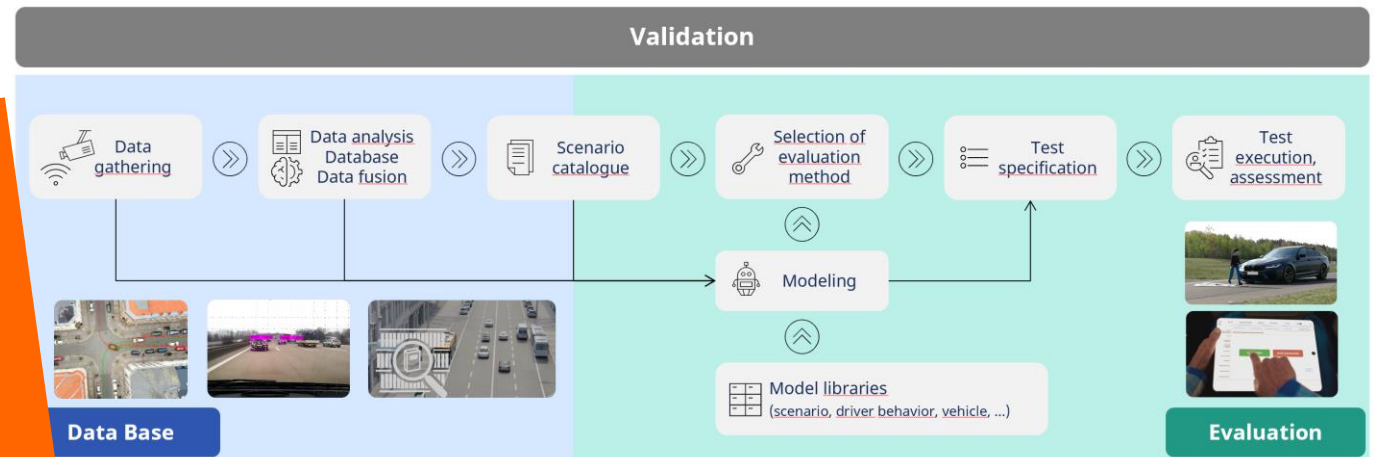 Validation
Data
gathering
Data analysis
Database
Data fusion
Scenario
catalogue
Selection of
evaluation
method
Test
specification
Test
execution,
assessment
Modeling
Model libraries
(scenario, driver behavior, vehicle, ...)
Data Base
Evaluation